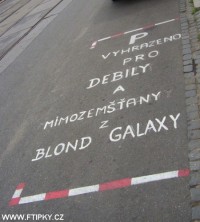 P
VYHRAZENO
PRO
DEBILY
A
MIMOZEMŠŤANY
Z
BLOND GALAXY
WWW.FTIPKY.CZ